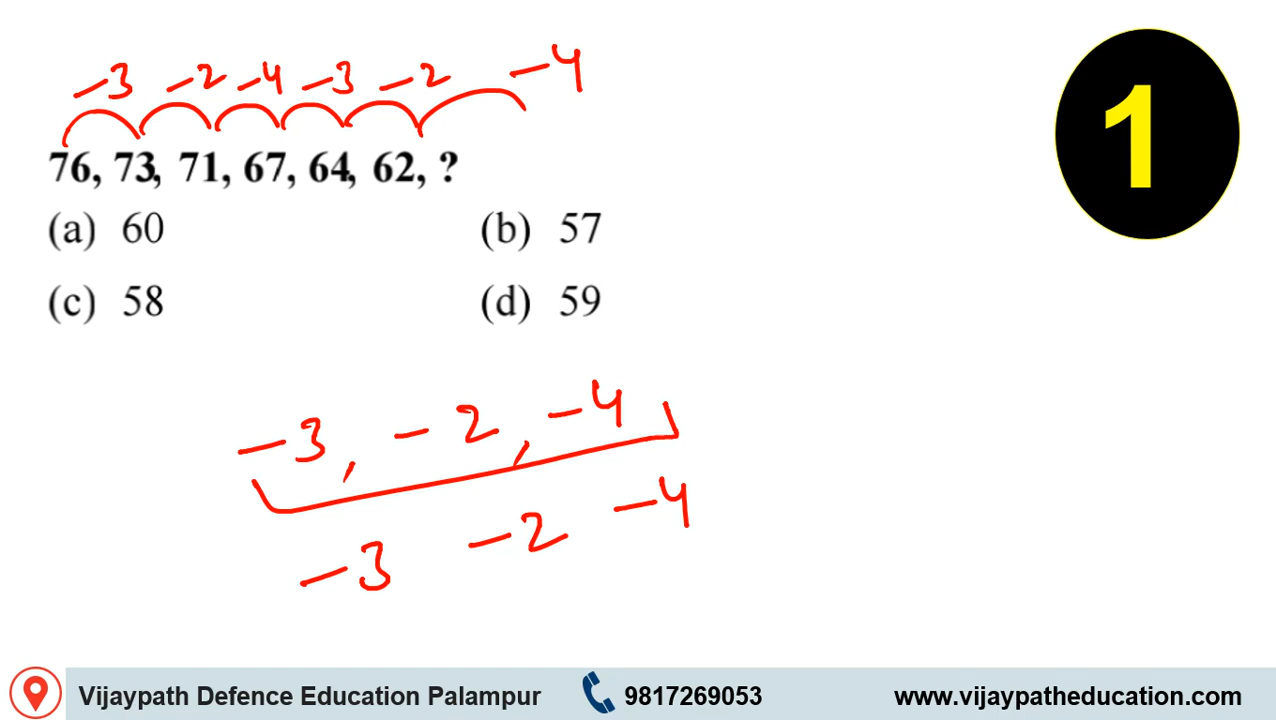 -3 -2 -4 -3 -2 -4
76, 73, 71, 67, 64, 62, ?
1
(a) 60 (b) 57
(c) 58 (d) 59
-3, -2, -4
-3 -2 -4
Vijaypath Defence Education Palampur 9817269053 www.vijaypatheducation.com